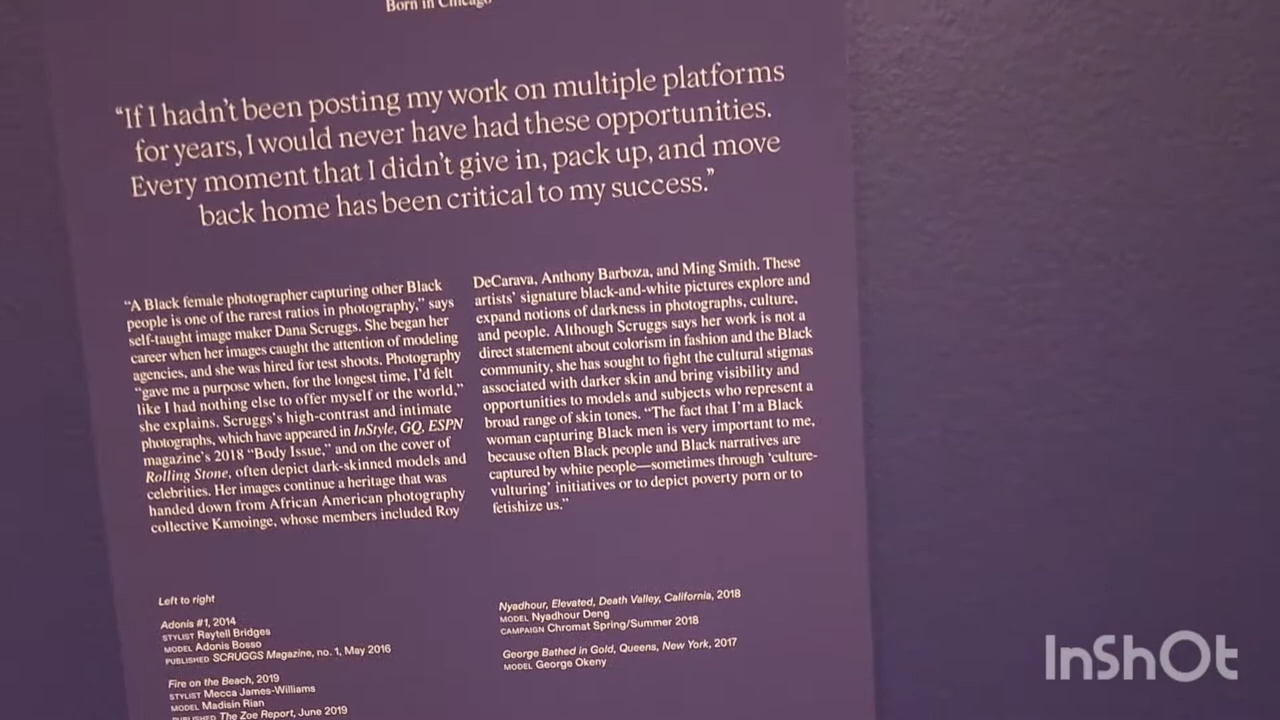 Born in Chicago
“If I hadn’t been posting my work on multiple platforms
for years, I would never have had these opportunities.
Every moment that I didn’t give in, pack up, and move
back home has been critical to my success.”
“A Black female photographer capturing other Black
people is one of the rarest ratios in photography,” says
self-taught image maker Dana Scruggs. She began her
career when her images caught the attention of modeling
agencies, and she was hired for test shoots. Photography
“gave me a purpose when, for the longest time, I’d felt
like I had nothing else to offer myself or the world,”
she explains. Scruggs’s high-contrast and intimate
photographs, which have appeared in InStyle, GQ, ESPN
magazine’s 2018 “Body Issue,” and on the cover of
Rolling Stone, often depict dark-skinned models and
celebrities. Her images continue a heritage that was
handed down from African American photography
collective Kamoinge, whose members included Roy
DeCarava, Anthony Barboza, and Ming Smith. These
artists’ signature black-and-white pictures explore and
expand notions of darkness in photographs, culture,
and people. Although Scruggs says her work is not a
direct statement about colorism in fashion and the Black
community, she has sought to fight the cultural stigmas
associated with darker skin and bring visibility and
opportunities to models and subjects who represent a
broad range of skin tones. “The fact that I’m a Black
woman capturing Black men is very important to me,
because often Black people and Black narratives are
captured by white people—sometimes through ‘culture-
vulturing’ initiatives or to depict poverty porn or to
fetishize us.”
Left to right
Adonis #1, 2014
STYLIST Raytell Bridges
MODEL Adonis Bosso
PUBLISHED SCRUGGS Magazine, no. 1, May 2016
Fire on the Beach, 2019
STYLIST Mecca James-Williams
MODEL Madisin Rian
PUBLISHED The Zoe Report, June 2019
Nyadhour, Elevated, Death Valley, California, 2018
MODEL Nyadhour Deng
CAMPAIGN Chromat Spring/Summer 2018
George Bathed in Gold, Queens, New York, 2017
MODEL George Okeny
InShOt